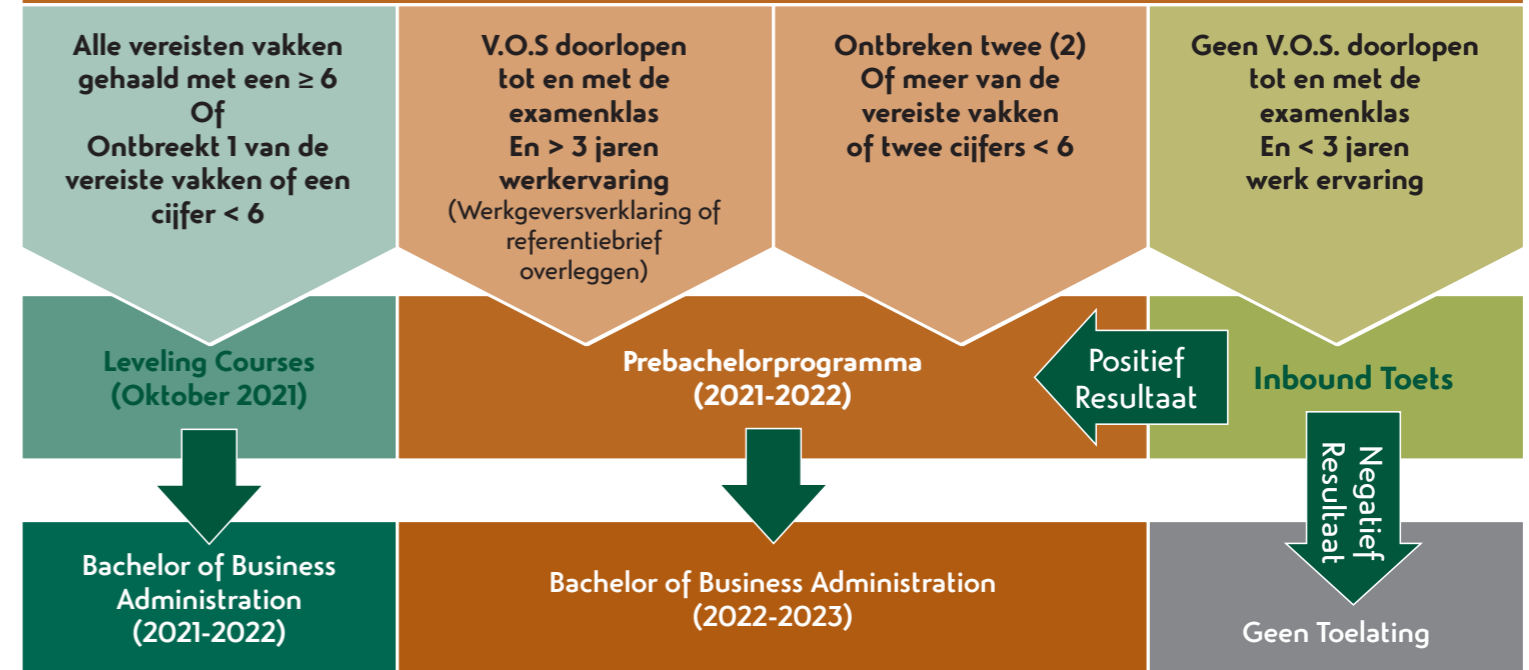 Alle vereisten vakken
gehaald met een ≥ 6
Of
Ontbreekt 1 van de
vereiste vakken of een
cijfer < 6
V.O.S doorlopen
tot en met de
examenklas
En > 3 jaren
werkervaring
(Werkgeversverklaring of
referentiebrief
overleggen)
Ontbreken twee (2)
Of meer van de
vereiste vakken
of twee cijfers < 6
Geen V.O.S. doorlopen
tot en met de
examenklas
En < 3 jaren
werk ervaring
Leveling Courses
(Oktober 2021)
Prebachelorprogramma
(2021-2022)
Positief
Resultaat
Inbound Toets
Negatief
Resultaat
Bachelor of Business
Administration
(2021-2022)
Bachelor of Business Administration
(2022-2023)
Geen Toelating